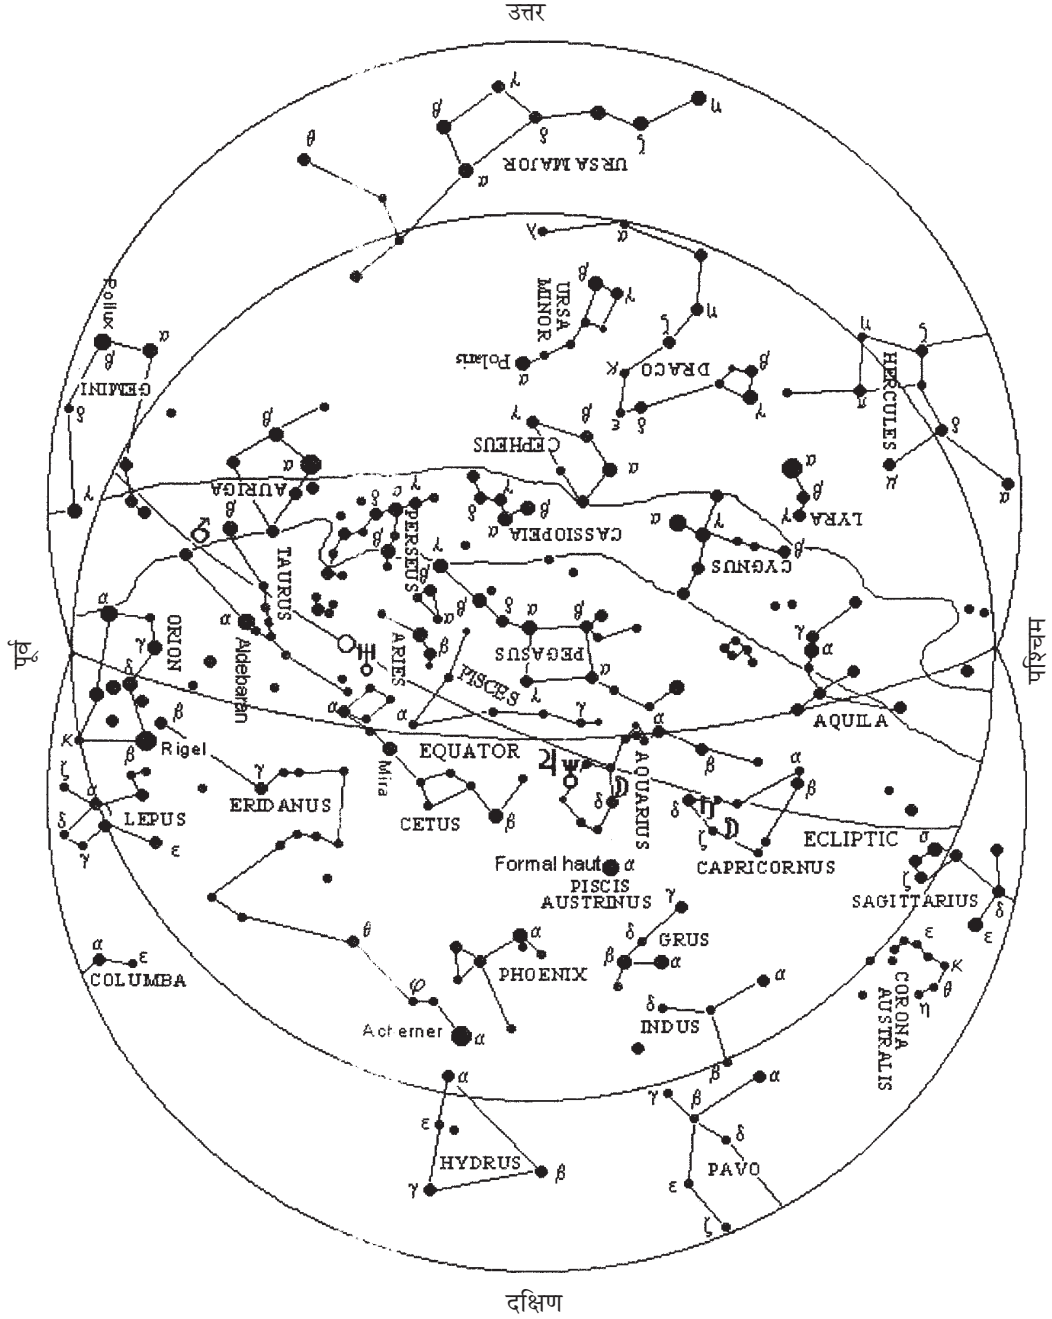 उत्तर
γ
β
η
θ
δ
ζ
URSA MAJOR
α
λ
α
Pollux
β
γ
URSA MINOR
η
ζ
η
ζ
α
β
Polaris
α
κ
DRACO
β
HERCULES
π
GEMINI
δ
γ
ε
δ
δ
β
γ
β
CEPHEUS
α
α
α
μ
α
γ
AURIGA
β
δ
c
γ
γ
β
β
γ
LYRA
♂
PERSEUS
α
CASSIOPEIA
α
γ
CYGNUS
β
TAURUS
β
γ
β
α
ORION
α
γ
α
Aldebaran
ARIES
β
β
δ
α
β
γ
α
PEGASUS
पूर्व
पश्चिम
δ
PISCES
γ
α
α
α
γ
α
AQUILA
κ
β
β
Rigel
EQUATOR
AQUARIUS
β
ζ
α
γ
Mira
♃
♆
α
β
δ
LEPUS
ERIDANUS
CETUS
β
δ
δ
ζ
γ
ε
ECLIPTIC
CAPRICORNUS
Formal haut
α
PISCIS
AUSTRINUS
σ
ζ
SAGITTARIUS
δ
ε
γ
δ
GRUS
θ
α
ε
COLUMBA
α
PHOENIX
β
α
ε
κ
θ
η
CORONA AUSTRALIS
φ
δ
α
INDUS
Acherner
α
β
α
γ
β
α
ε
δ
HYDRUS
β
γ
PAVO
ε
ζ
दक्षिण